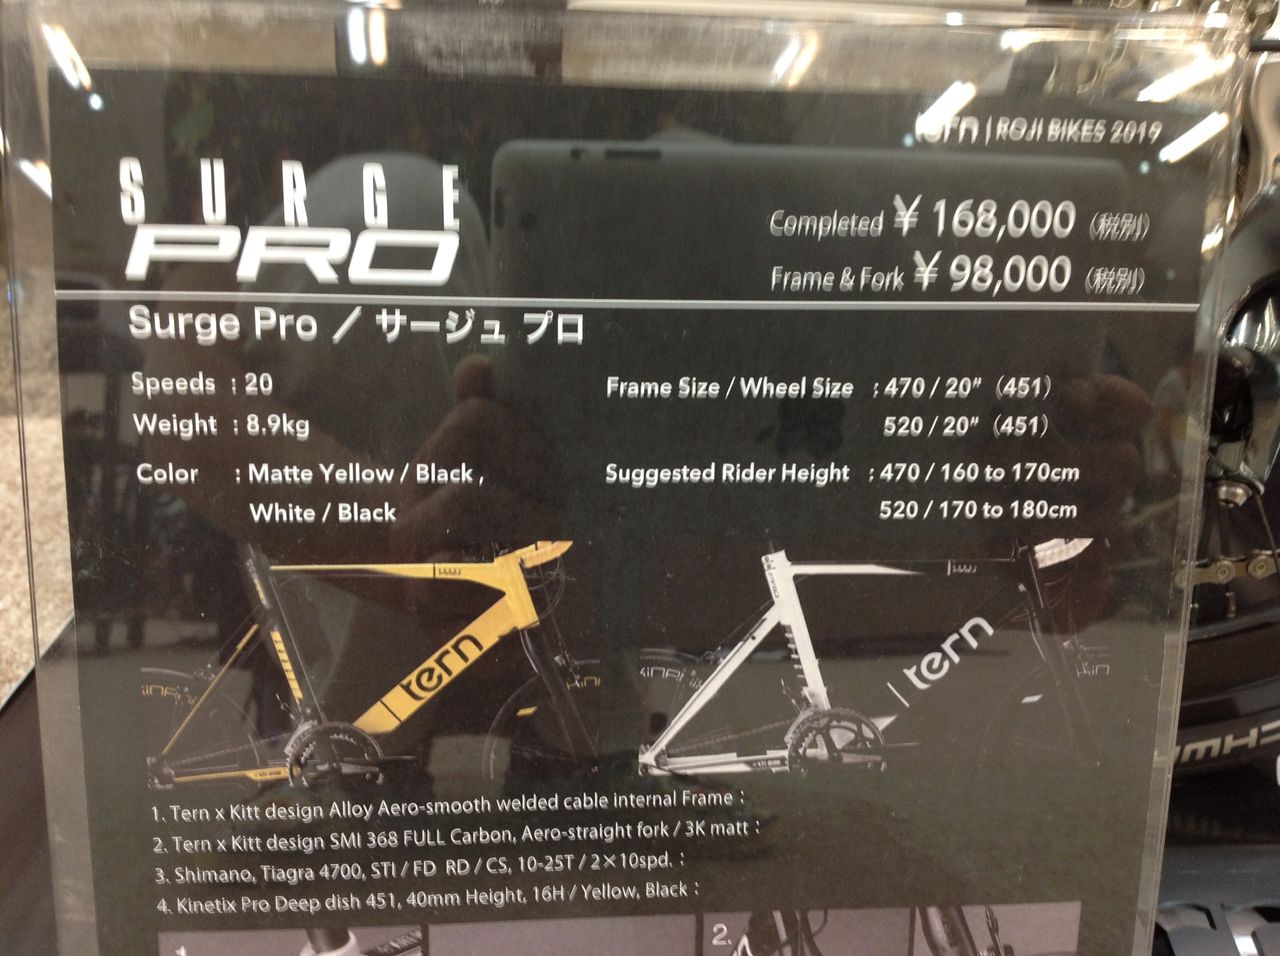 tern | ROJI BIKES 2019
SURGE
PRO
Completed ¥ 168,000 (税別)
Frame & Fork ¥ 98,000 (税別)
Surge Pro / サージュ プロ
Speeds : 20
Weight : 8.9kg
Color : Matte Yellow / Black ,
White / Black
Frame Size / Wheel Size : 470 / 20" (451)
520 / 20" (451)
Suggested Rider Height : 470 / 160 to 170cm
520 / 170 to 180cm
tern
tern
1. Tern x Kitt design Alloy Aero-smooth welded cable internal Frame :
2. Tern x Kitt design SMI 368 FULL Carbon, Aero-straight fork / 3K matt :
3. Shimano, Tiagra 4700, STI / FD RD / CS, 10-25T / 2×10spd. :
4. Kinetix Pro Deep dish 451, 40mm Height, 16H / Yellow, Black :
1.
2.